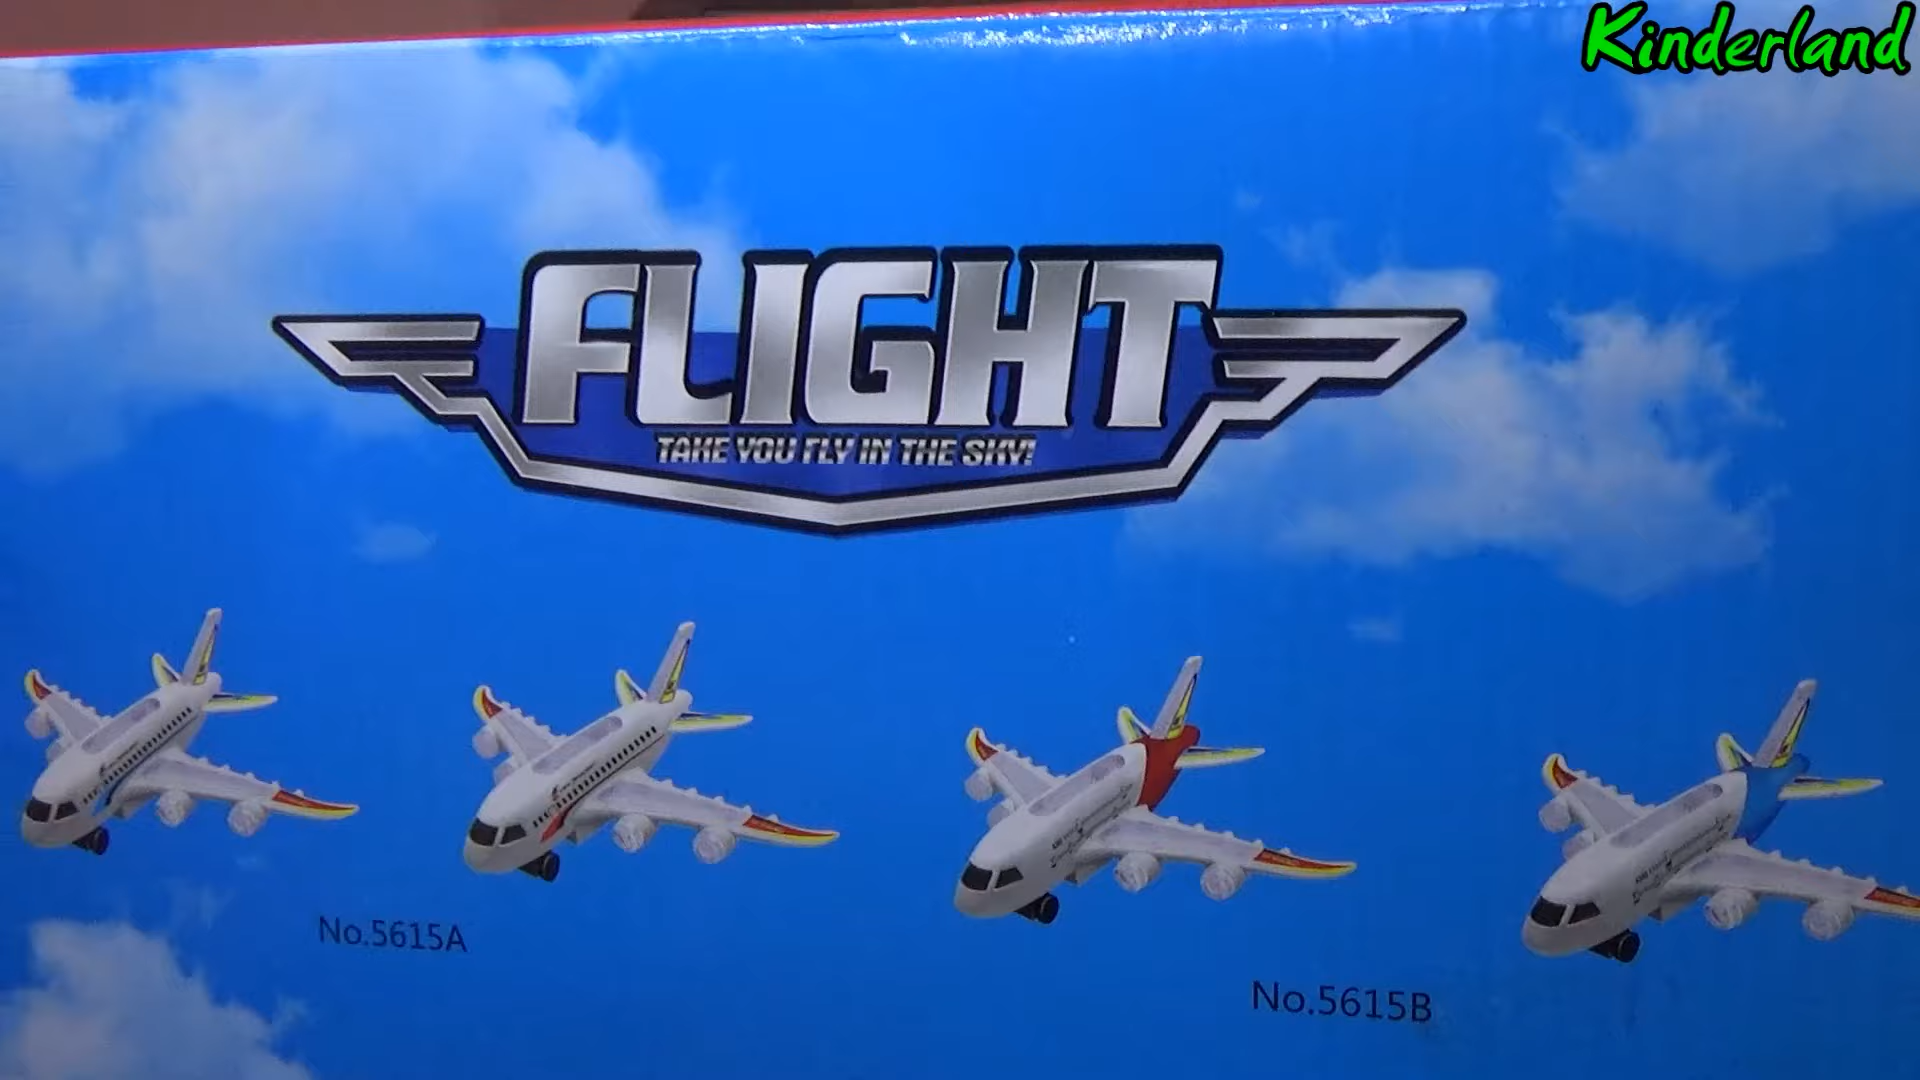 Kinderland
FLIGHT
TAKE YOU FLY IN THE SKY!
No.5615A
No.5615B